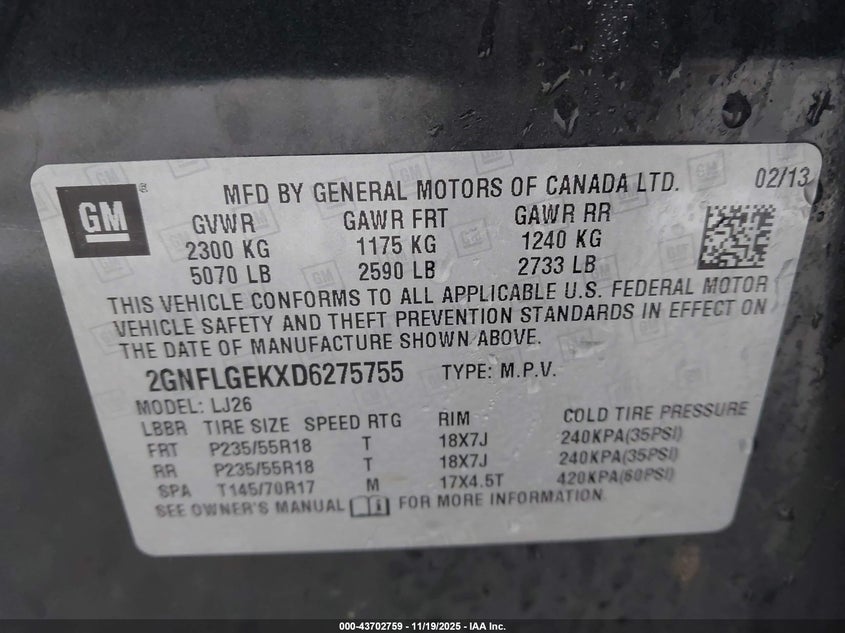 GM ®
MFD BY GENERAL MOTORS OF CANADA LTD. 02/13
GVWR GAWR FRT GAWR RR
2300 KG 1175 KG 1240 KG
5070 LB 2590 LB 2733 LB
THIS VEHICLE CONFORMS TO ALL APPLICABLE U.S. FEDERAL MOTOR
VEHICLE SAFETY AND THEFT PREVENTION STANDARDS IN EFFECT ON
THE DATE OF MANUFACTURE SHOWN ABOVE.
2GNFLGEKXD6275755 TYPE: M.P.V.
MODEL: LJ26
LBBR TIRE SIZE SPEED RTG RIM COLD TIRE PRESSURE
FRT P235/55R18 T 18X7J 240KPA(35PSI)
RR P235/55R18 T 18X7J 240KPA(35PSI)
SPA T145/70R17 M 17X4.5T 420KPA(60PSI)
SEE OWNER'S MANUAL FOR MORE INFORMATION
000-43702759 - 11/19/2025 - IAA Inc.